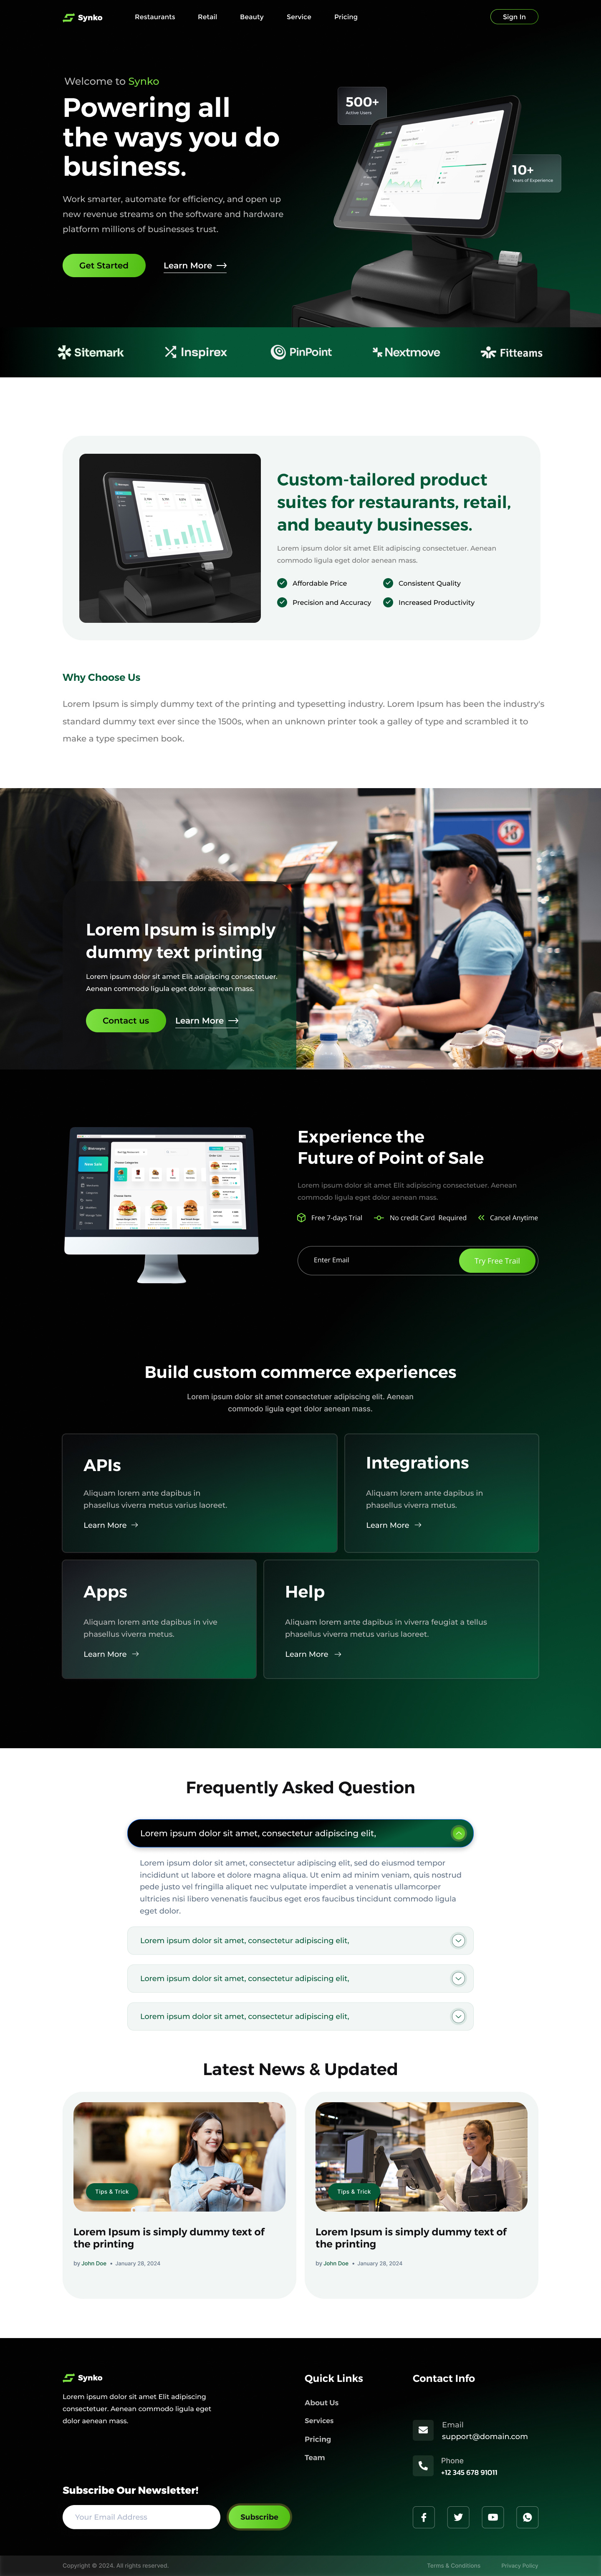 Synko
Restaurants
Retail
Beauty
Service
Pricing
Sign In
Welcome to Synko
Powering all
the ways you do
business.
Work smarter, automate for efficiency, and open up
new revenue streams on the software and hardware
platform millions of businesses trust.
Get Started
Learn More
500+
Active Users
10+
Years of Experience
Sitemark
Inspirex
PinPoint
Nextmove
Fitteams
Custom-tailored product
suites for restaurants, retail,
and beauty businesses.
Lorem ipsum dolor sit amet Elit adipiscing consectetuer. Aenean
commodo ligula eget dolor aenean mass.
Affordable Price
Consistent Quality
Precision and Accuracy
Increased Productivity
Why Choose Us
Lorem Ipsum is simply dummy text of the printing and typesetting industry. Lorem Ipsum has been the industry's
standard dummy text ever since the 1500s, when an unknown printer took a galley of type and scrambled it to
make a type specimen book.
18
Lorem Ipsum is simply
dummy text printing
Lorem ipsum dolor sit amet Elit adipiscing consectetuer.
Aenean commodo ligula eget dolor aenean mass.
Contact us
Learn More
Experience the
Future of Point of Sale
Lorem ipsum dolor sit amet Elit adipiscing consectetuer. Aenean
commodo ligula eget dolor aenean mass.
Free 7-days Trial
No credit Card Required
Cancel Anytime
Enter Email
Try Free Trail
Build custom commerce experiences
Lorem ipsum dolor sit amet consectetuer adipiscing elit. Aenean
commodo ligula eget dolor aenean mass.
APIs
Aliquam lorem ante dapibus in
phasellus viverra metus varius laoreet.
Learn More
Integrations
Aliquam lorem ante dapibus in
phasellus viverra metus.
Learn More
Apps
Aliquam lorem ante dapibus in vive
phasellus viverra metus.
Learn More
Help
Aliquam lorem ante dapibus in viverra feugiat a tellus
phasellus viverra metus varius laoreet.
Learn More
Frequently Asked Question
Lorem ipsum dolor sit amet, consectetur adipiscing elit,
Lorem ipsum dolor sit amet, consectetur adipiscing elit, sed do eiusmod tempor
incididunt ut labore et dolore magna aliqua. Ut enim ad minim veniam, quis nostrud
pede justo vel fringilla aliquet nec vulputate imperdiet a venenatis ullamcorper
ultricies nisi libero venenatis faucibus eget eros faucibus tincidunt commodo ligula
eget dolor.
Lorem ipsum dolor sit amet, consectetur adipiscing elit,
Lorem ipsum dolor sit amet, consectetur adipiscing elit,
Lorem ipsum dolor sit amet, consectetur adipiscing elit,
Latest News & Updated
Tips & Trick
Lorem Ipsum is simply dummy text of
the printing
by John Doe • January 28, 2024
Tips & Trick
Lorem Ipsum is simply dummy text of
the printing
by John Doe • January 28, 2024
Synko
Lorem ipsum dolor sit amet Elit adipiscing
consectetuer. Aenean commodo ligula eget
dolor aenean mass.
Subscribe Our Newsletter!
Your Email Address
Subscribe
Quick Links
About Us
Services
Pricing
Team
Contact Info
Email
support@domain.com
Phone
+12 345 678 91011
Copyright © 2024. All rights reserved.
Terms & Conditions
Privacy Policy